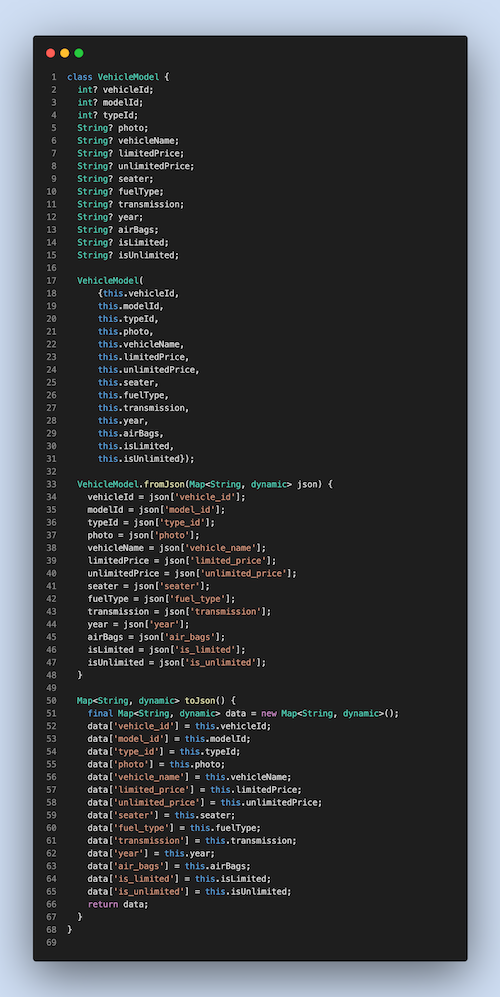 1 class VehicleModel {
2   int? vehicleId;
3   int? modelId;
4   int? typeId;
5   String? photo;
6   String? vehicleName;
7   String? limitedPrice;
8   String? unlimitedPrice;
9   String? seater;
10   String? fuelType;
11   String? transmission;
12   String? year;
13   String? airBags;
14   String? isLimited;
15   String? isUnlimited;
16
17   VehicleModel(
18       {this.vehicleId,
19       this.modelId,
20       this.typeId,
21       this.photo,
22       this.vehicleName,
23       this.limitedPrice,
24       this.unlimitedPrice,
25       this.seater,
26       this.fuelType,
27       this.transmission,
28       this.year,
29       this.airBags,
30       this.isLimited,
31       this.isUnlimited});
32
33   VehicleModel.fromJson(Map<String, dynamic> json) {
34     vehicleId = json['vehicle_id'];
35     modelId = json['model_id'];
36     typeId = json['type_id'];
37     photo = json['photo'];
38     vehicleName = json['vehicle_name'];
39     limitedPrice = json['limited_price'];
40     unlimitedPrice = json['unlimited_price'];
41     seater = json['seater'];
42     fuelType = json['fuel_type'];
43     transmission = json['transmission'];
44     year = json['year'];
45     airBags = json['air_bags'];
46     isLimited = json['is_limited'];
47     isUnlimited = json['is_unlimited'];
48   }
49
50   Map<String, dynamic> toJson() {
51     final Map<String, dynamic> data = new Map<String, dynamic>();
52     data['vehicle_id'] = this.vehicleId;
53     data['model_id'] = this.modelId;
54     data['type_id'] = this.typeId;
55     data['photo'] = this.photo;
56     data['vehicle_name'] = this.vehicleName;
57     data['limited_price'] = this.limitedPrice;
58     data['unlimited_price'] = this.unlimitedPrice;
59     data['seater'] = this.seater;
60     data['fuel_type'] = this.fuelType;
61     data['transmission'] = this.transmission;
62     data['year'] = this.year;
63     data['air_bags'] = this.airBags;
64     data['is_limited'] = this.isLimited;
65     data['is_unlimited'] = this.isUnlimited;
66     return data;
67   }
68 }
69